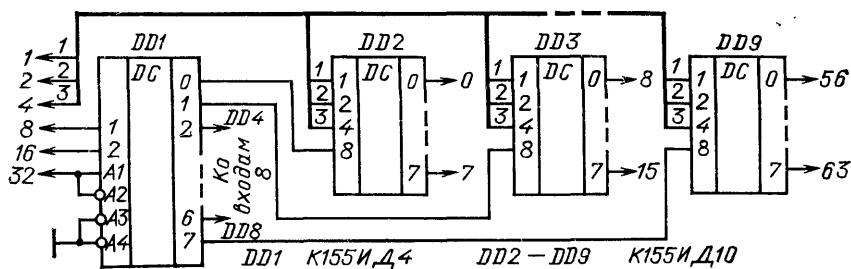 DD1 DD2 DD3 DD9
1 1 DC 0 1 1 DC 0 0 1 1 DC 0 8 1 1 DC 0 56
2 2 1 2 2 2 2 2 2
4 3 2 DD4 3 4 3 4 3 4
8 1 8 8 8
16 2 Ко входам 8
32 A1 7 7 7 15 7 63
A2
A3 6
A4 7 DD8
DD1 К155ИД4 DD2-DD9 К155ИД10